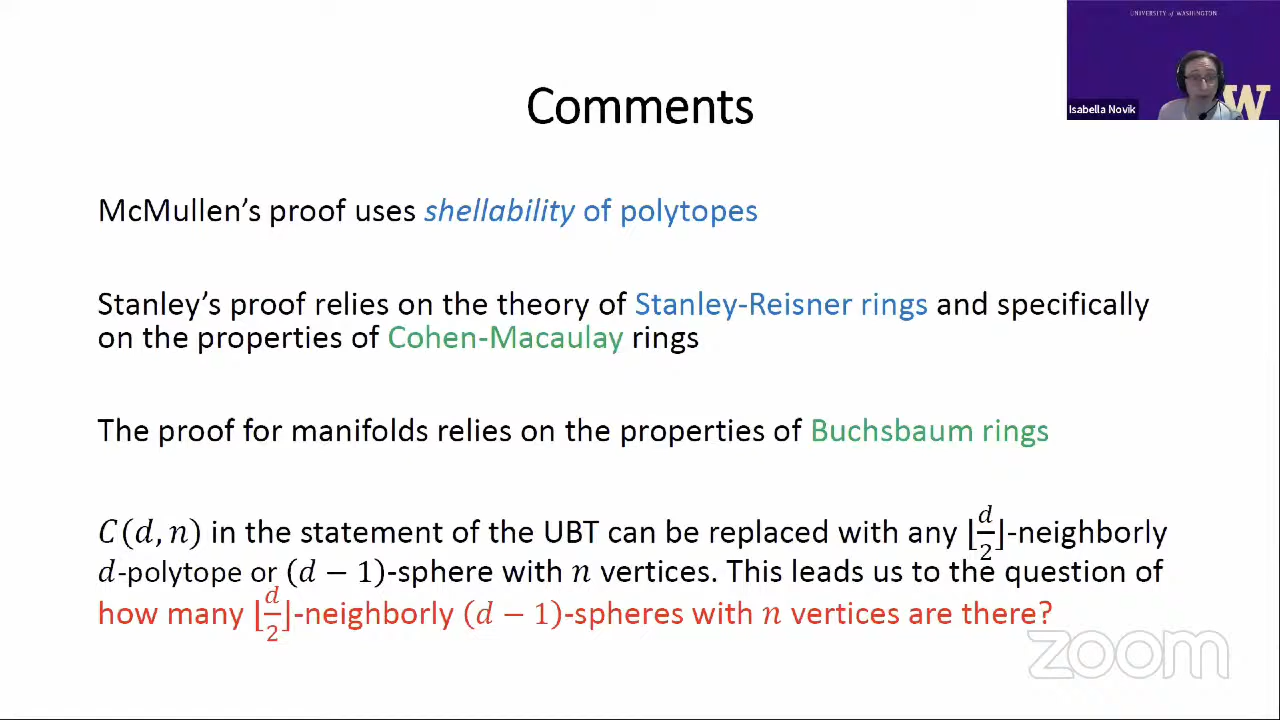 UNIVERSITY of WASHINGTON
W
Isabella Novik
Comments
McMullen’s proof uses shellability of polytopes
Stanley’s proof relies on the theory of Stanley-Reisner rings and specifically
on the properties of Cohen-Macaulay rings
The proof for manifolds relies on the properties of Buchsbaum rings
C(d, n) in the statement of the UBT can be replaced with any ⌊d/2⌋-neighborly
d-polytope or (d − 1)-sphere with n vertices. This leads us to the question of
how many ⌊d/2⌋-neighborly (d − 1)-spheres with n vertices are there?
zoom